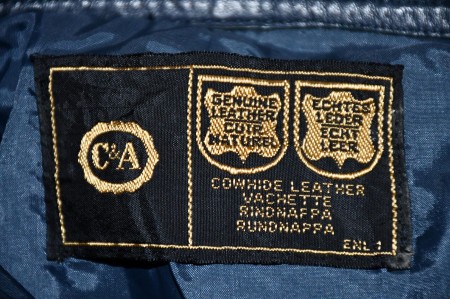 C&A
GENUINE
LEATHER
CUIR
NATUREL
ECHTES
LEDER
ECHT
LEER
COWHIDE LEATHER
VACHETTE
RINDNAPPA
RUNDNAPPA
ENL 1